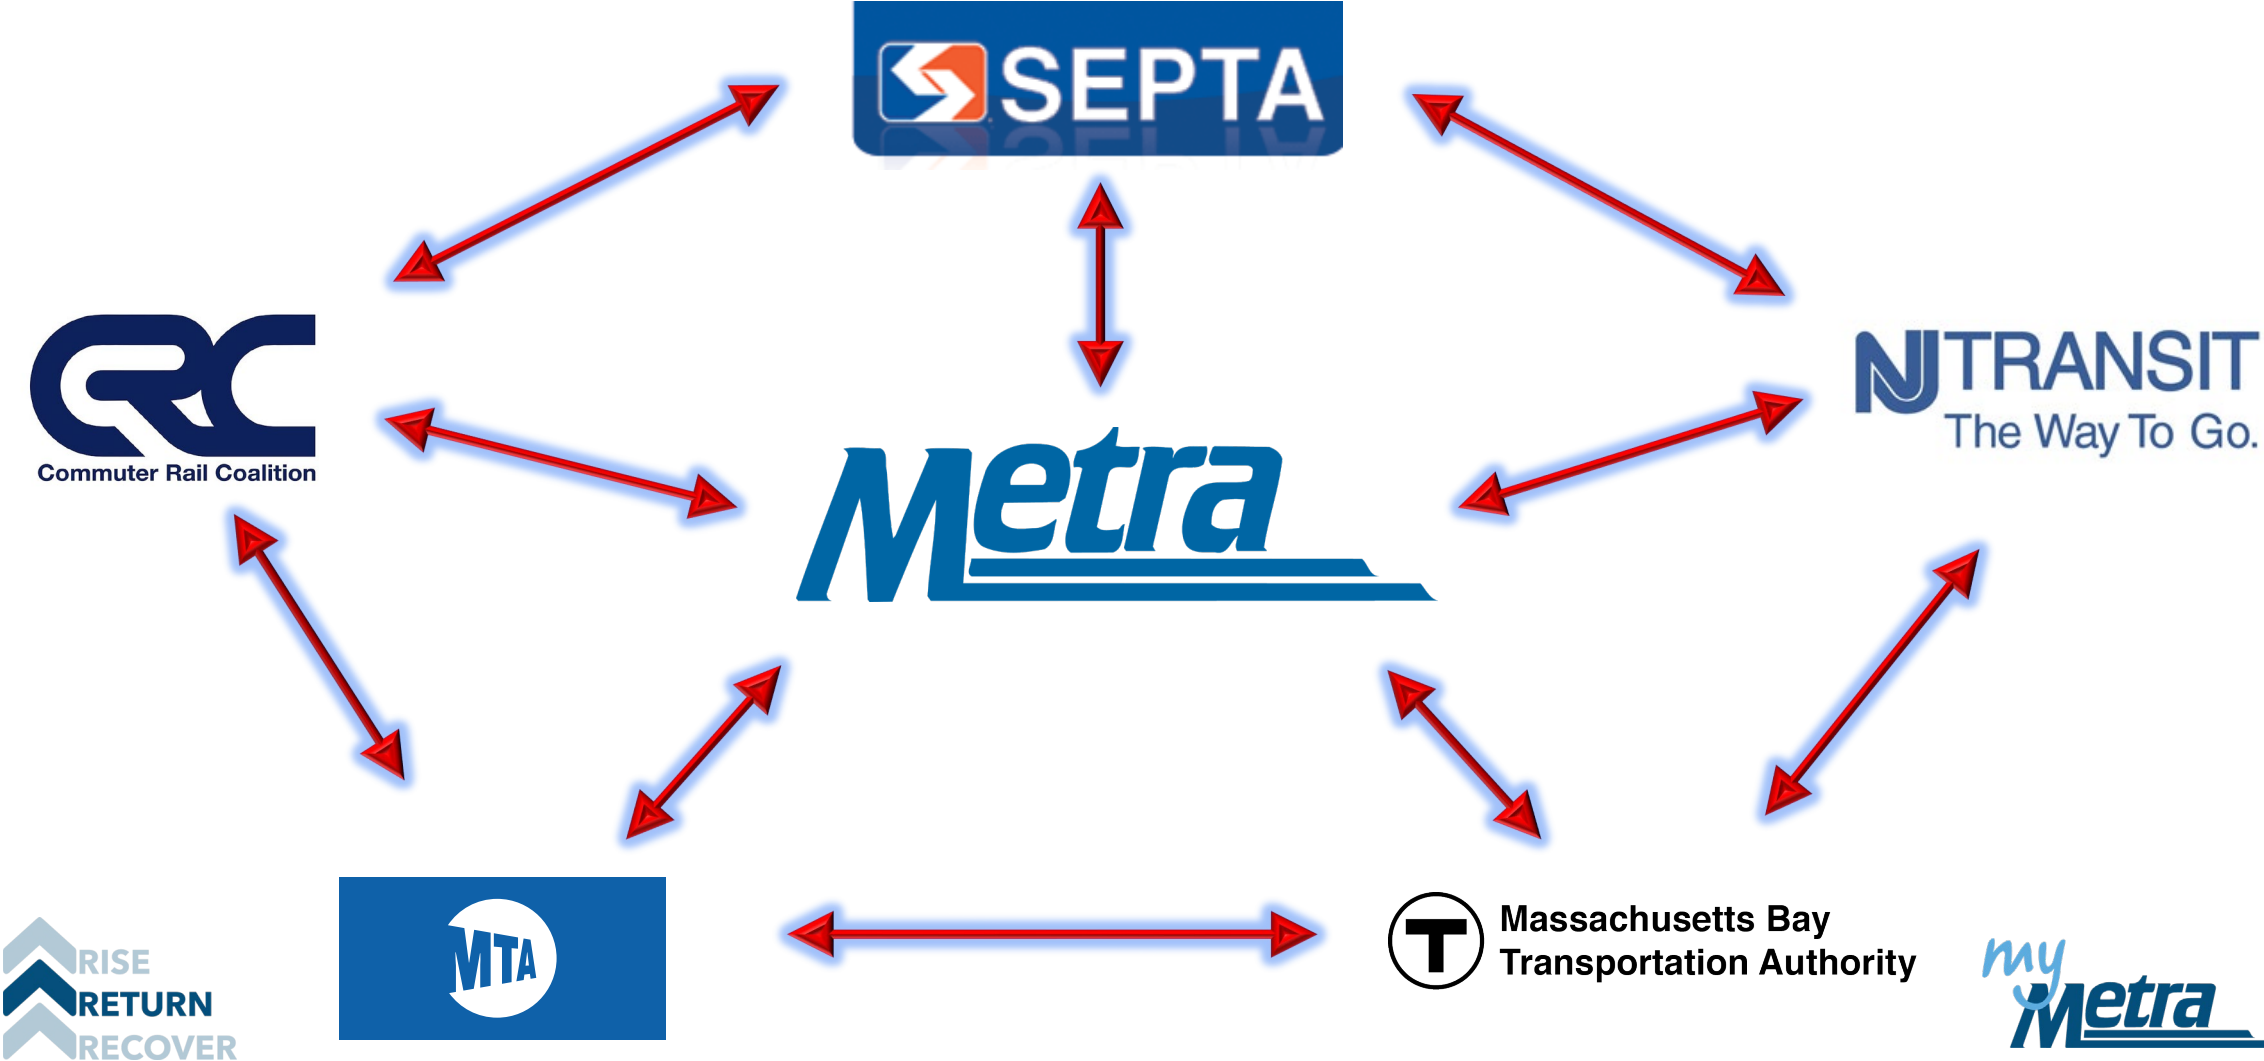 SEPTA
CRC
Commuter Rail Coalition
NJ TRANSIT
The Way To Go.
Metra
MTA
T
Massachusetts Bay
Transportation Authority
RISE
RETURN
RECOVER
my
Metra